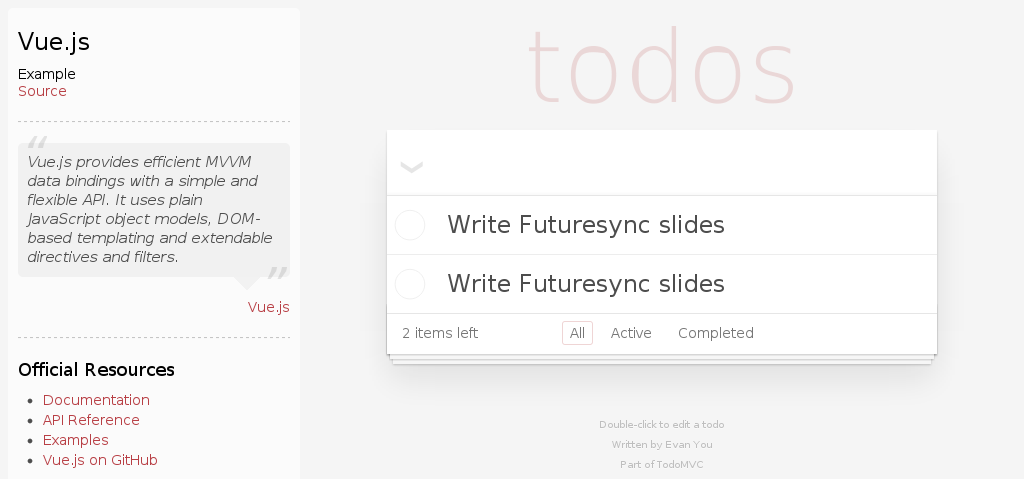 Vue.js
Example
Source
“
Vue.js provides efficient MVVM
data bindings with a simple and
flexible API. It uses plain
JavaScript object models, DOM-
based templating and extendable
directives and filters.
”
Vue.js
Official Resources
Documentation
API Reference
Examples
Vue.js on GitHub
todos
Write Futuresync slides
Write Futuresync slides
2 items left All Active Completed
Double-click to edit a todo
Written by Evan You
Part of TodoMVC